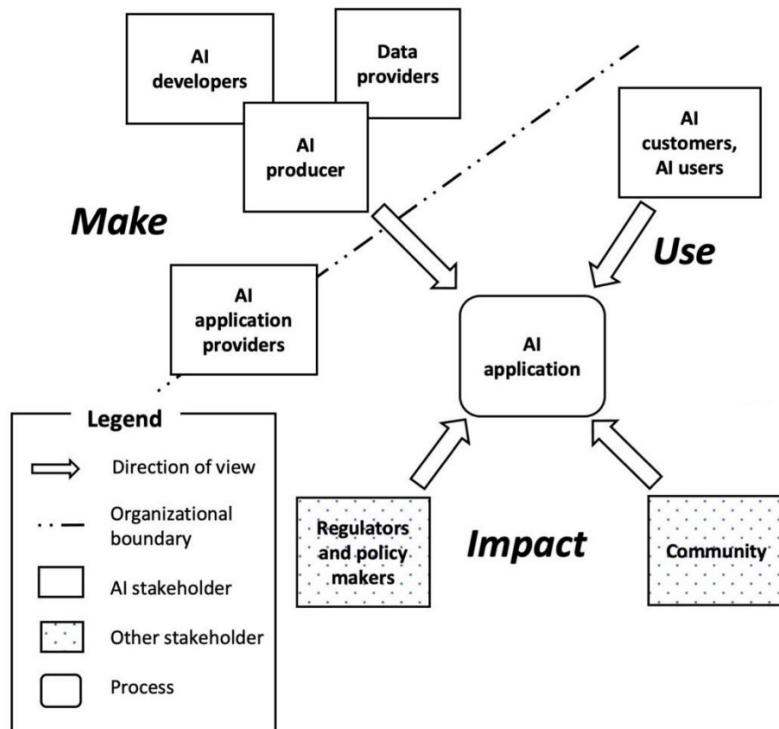 AI
developers
Data
providers
AI
producer
AI
customers,
AI users
Make
Use
AI
application
providers
AI
application
Legend
Direction of view
Organizational
boundary
AI stakeholder
Other stakeholder
Process
Regulators
and policy
makers
Impact
Community